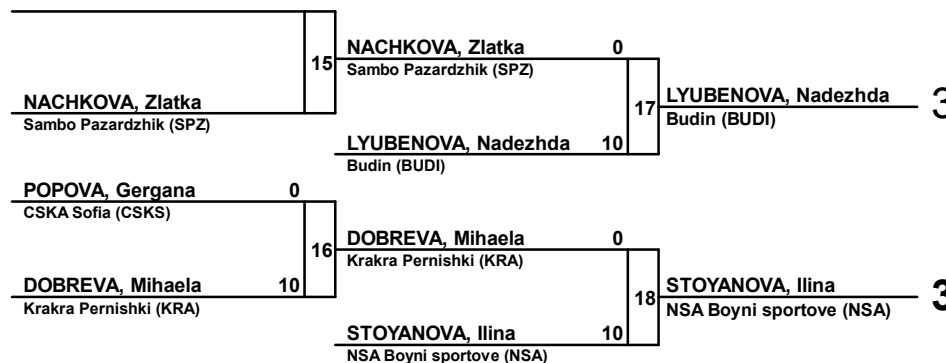 15
NACHKOVA, Zlatka 0
Sambo Pazardzhik (SPZ)
NACHKOVA, Zlatka
Sambo Pazardzhik (SPZ)
17
LYUBENOVA, Nadezhda 3
Budin (BUDI)
LYUBENOVA, Nadezhda 10
Budin (BUDI)
POPOVA, Gergana 0
CSKA Sofia (CSKS)
16
DOBREVA, Mihaela 0
Krakra Pernishki (KRA)
DOBREVA, Mihaela 10
Krakra Pernishki (KRA)
18
STOYANOVA, Ilina 3
NSA Boyni sportove (NSA)
STOYANOVA, Ilina 10
NSA Boyni sportove (NSA)